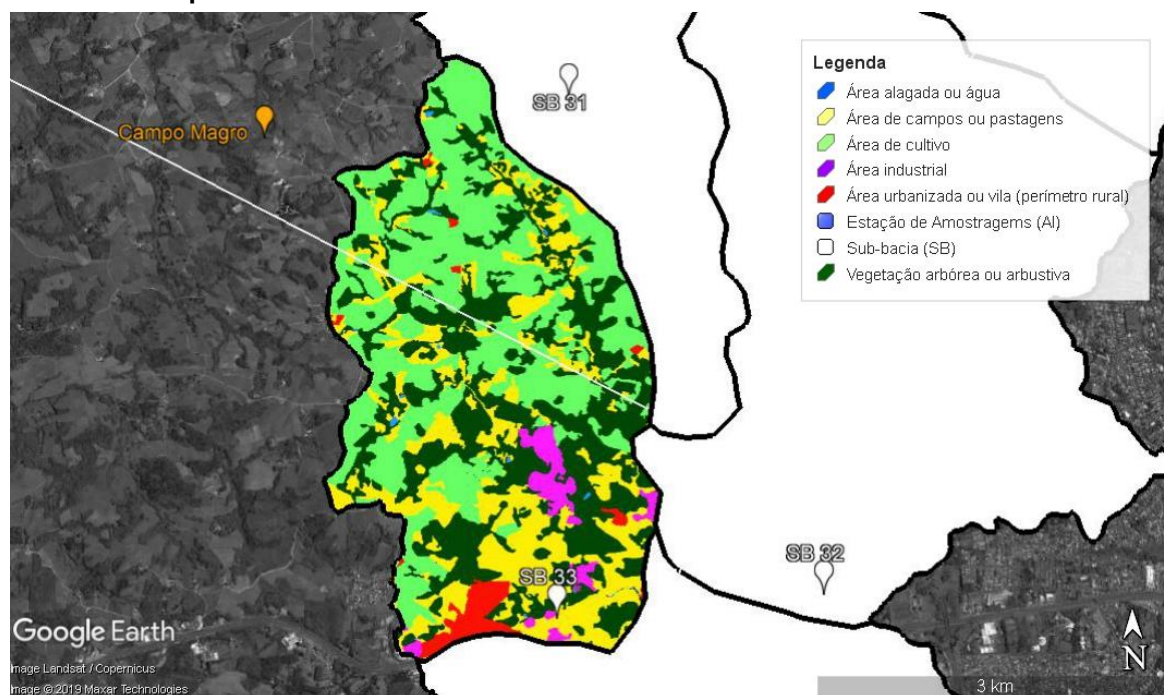 SB 31
Campo Magro
Legenda
Área alagada ou água
Área de campos ou pastagens
Área de cultivo
Área industrial
Área urbanizada ou vila (perímetro rural)
Estação de Amostragems (AI)
Sub-bacia (SB)
Vegetação arbórea ou arbustiva
SB 32
SB 33
Google Earth
N
Image Landsat / Copernicus
Image © 2019 Maxar Technologies
3 km